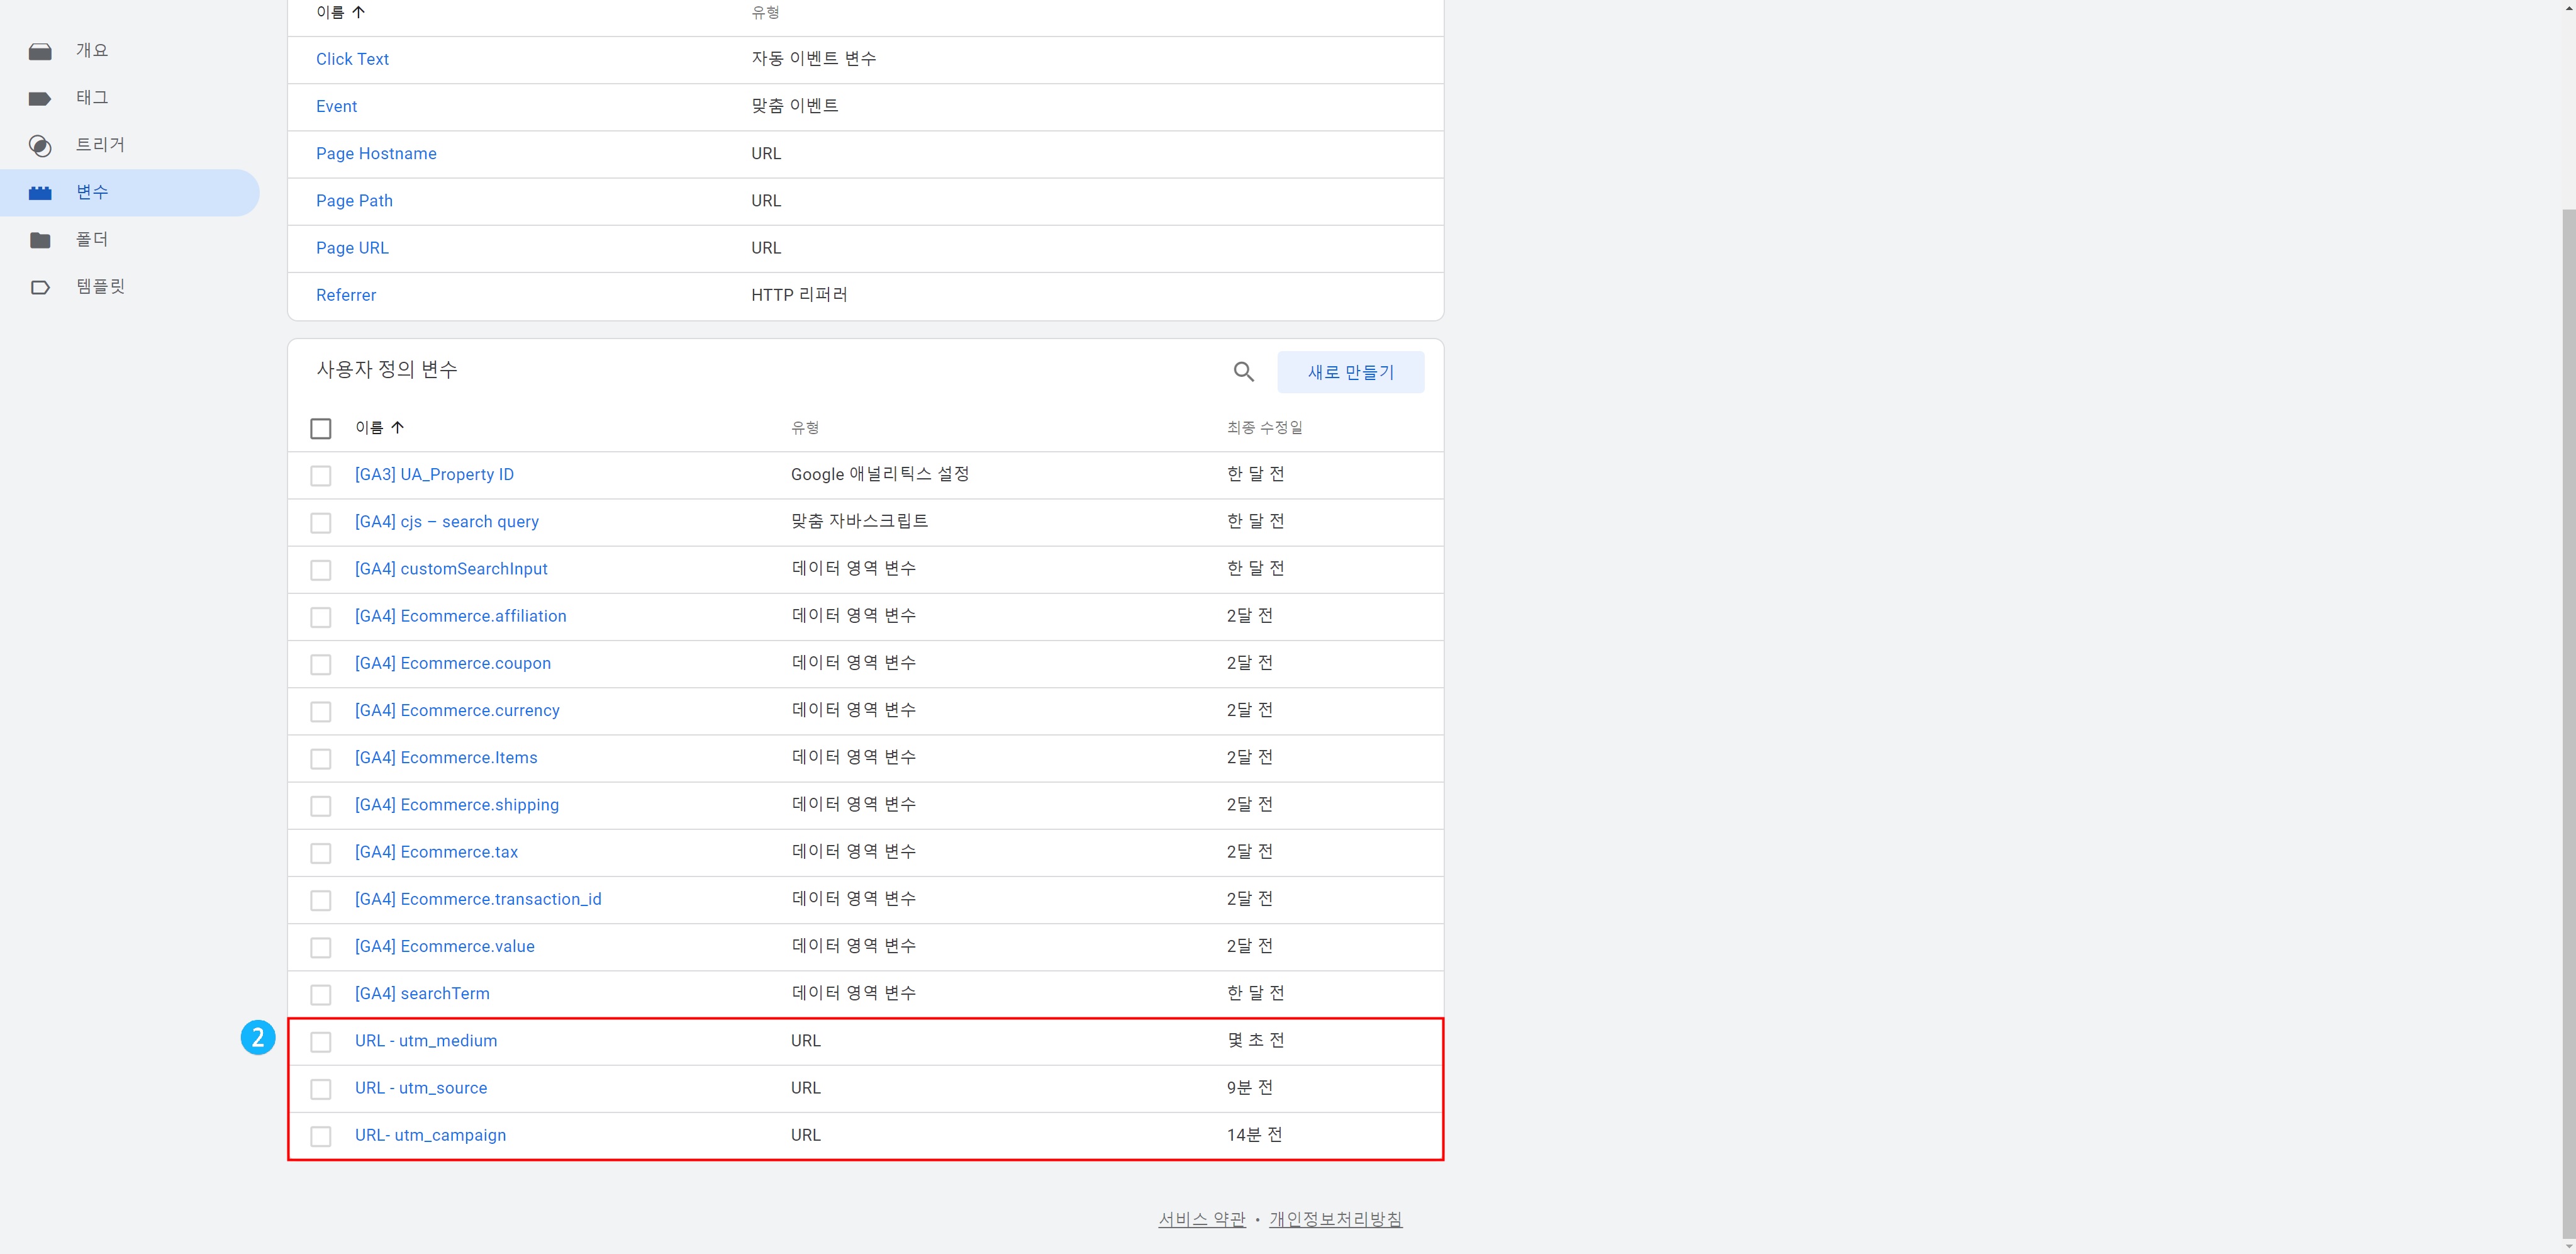 개요
태그
트리거
변수
폴더
템플릿
이름 유형
Click Text 자동 이벤트 변수
Event 맞춤 이벤트
Page Hostname URL
Page Path URL
Page URL URL
Referrer HTTP 리퍼러
사용자 정의 변수 새로 만들기
이름 유형 최종 수정일
[GA3] UA_Property ID Google 애널리틱스 설정 한 달 전
[GA4] cjs – search query 맞춤 자바스크립트 한 달 전
[GA4] customSearchInput 데이터 영역 변수 한 달 전
[GA4] Ecommerce.affiliation 데이터 영역 변수 2달 전
[GA4] Ecommerce.coupon 데이터 영역 변수 2달 전
[GA4] Ecommerce.currency 데이터 영역 변수 2달 전
[GA4] Ecommerce.Items 데이터 영역 변수 2달 전
[GA4] Ecommerce.shipping 데이터 영역 변수 2달 전
[GA4] Ecommerce.tax 데이터 영역 변수 2달 전
[GA4] Ecommerce.transaction_id 데이터 영역 변수 2달 전
[GA4] Ecommerce.value 데이터 영역 변수 2달 전
[GA4] searchTerm 데이터 영역 변수 한 달 전
2 URL - utm_medium URL 몇 초 전
URL - utm_source URL 9분 전
URL- utm_campaign URL 14분 전
서비스 약관 • 개인정보처리방침